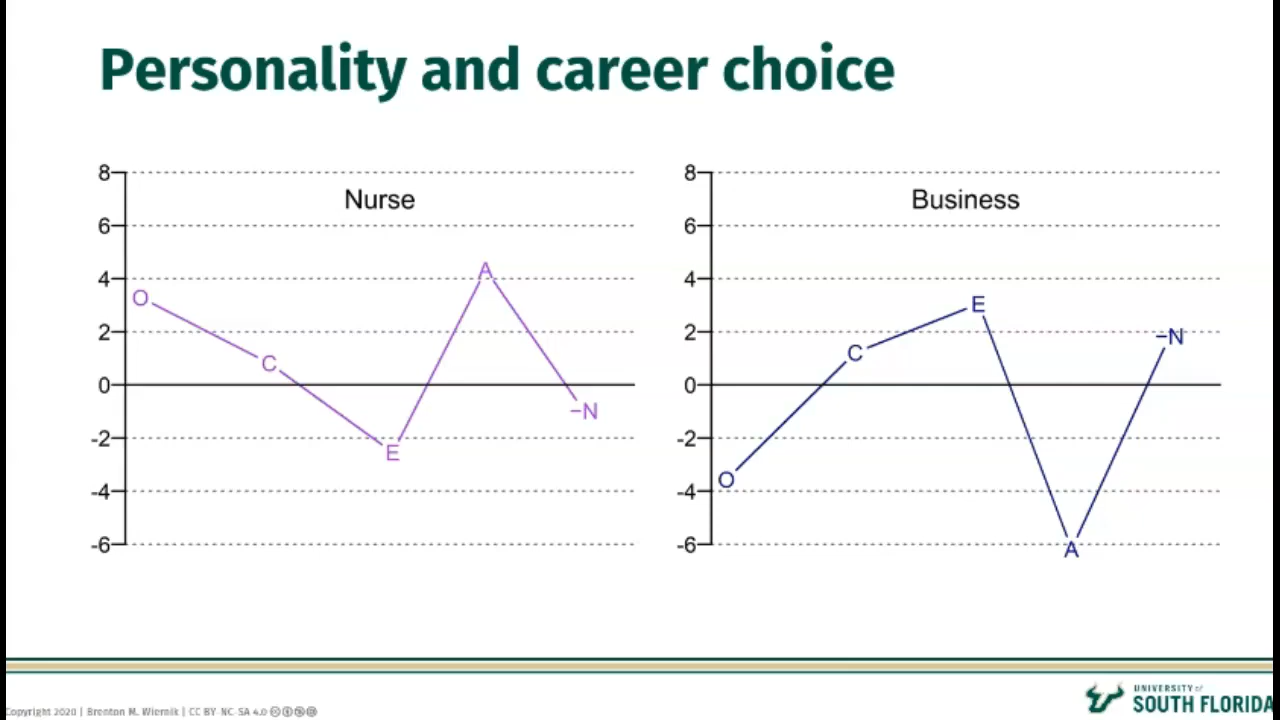 Personality and career choice
8
Nurse
6
4
2
0
-2
-4
-6
O
C
E
A
−N
8
Business
6
4
2
0
-2
-4
-6
O
C
E
A
−N
Copyright 2020 | Brenton M. Wiernik | CC BY-NC-SA 4.0
UNIVERSITY of
SOUTH FLORIDA